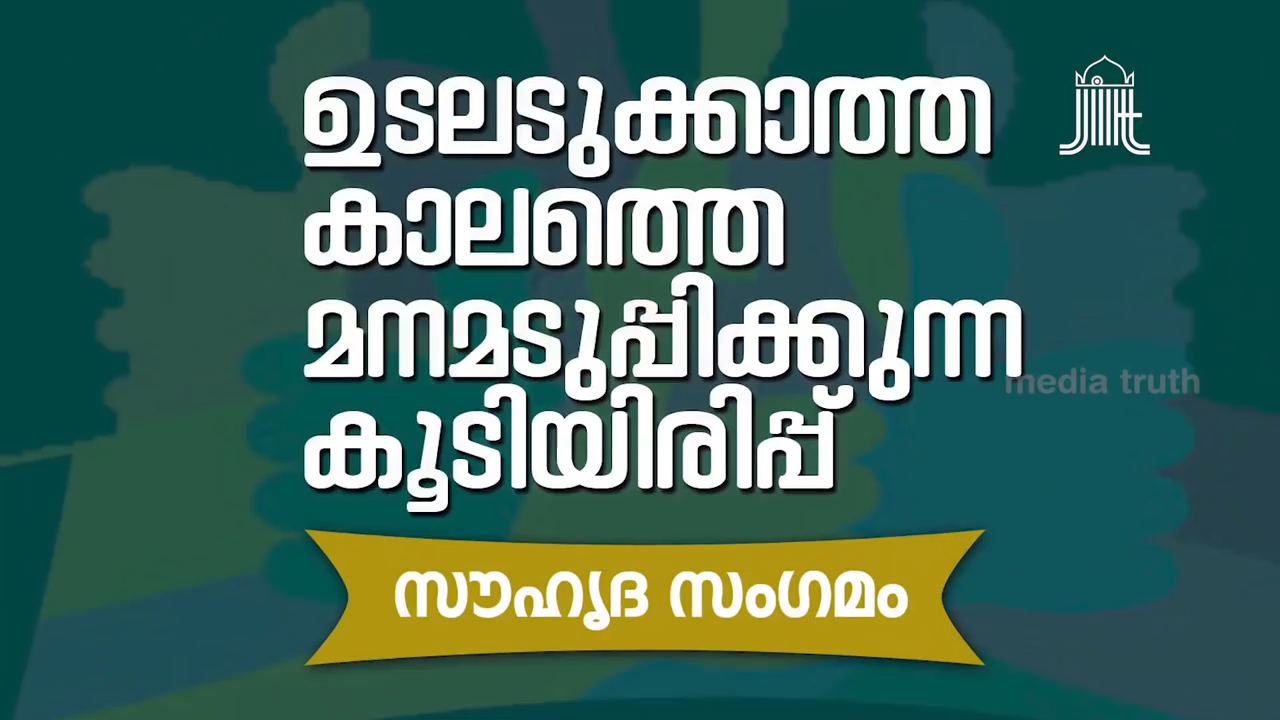 ഉടലടുക്കാത്ത
കാലത്തെ
മനമടുപ്പിക്കുന്ന
കൂടിയിരിപ്പ്
media truth
സൗഹൃദ സംഗമം